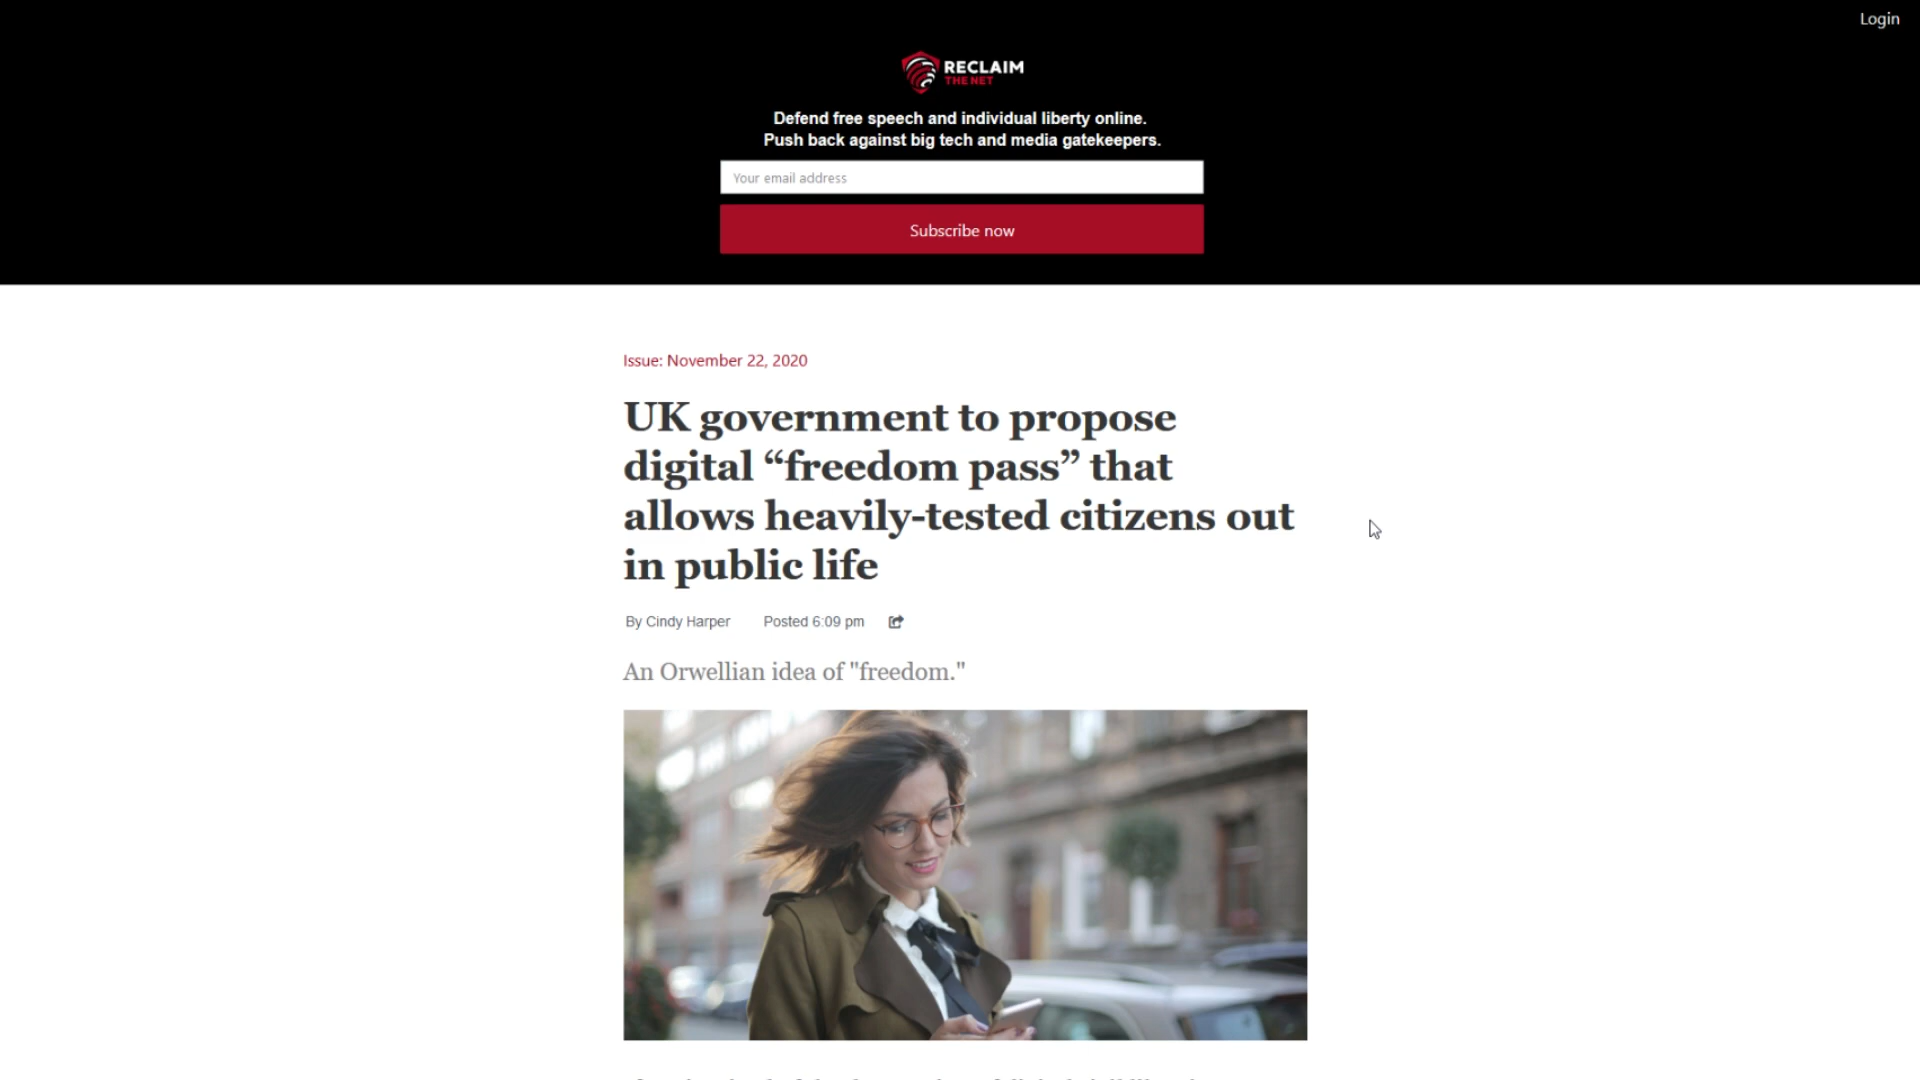 Login
RECLAIM
THE NET
Defend free speech and individual liberty online.
Push back against big tech and media gatekeepers.
Your email address
Subscribe now
Issue: November 22, 2020
UK government to propose
digital “freedom pass” that
allows heavily-tested citizens out
in public life
By Cindy Harper Posted 6:09 pm
An Orwellian idea of "freedom."